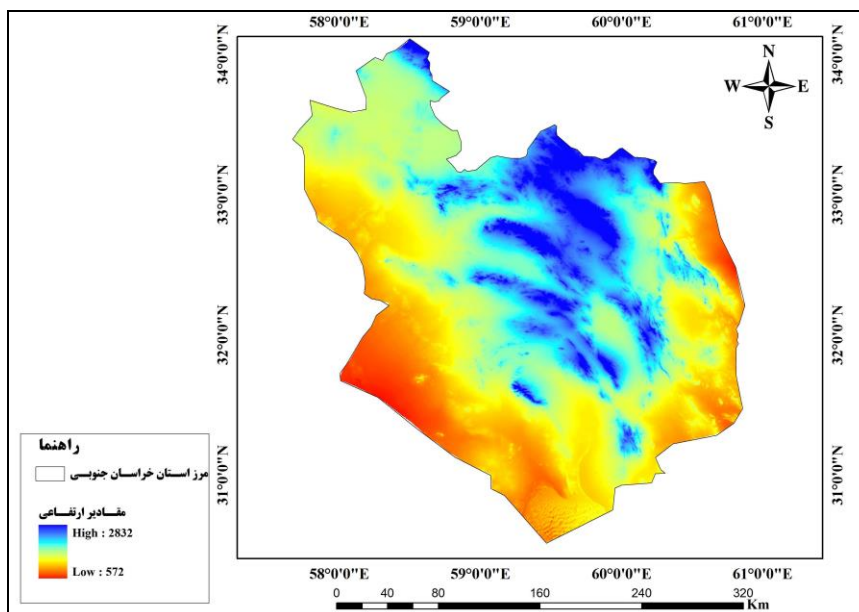 58°0'0"E 59°0'0"E 60°0'0"E 61°0'0"E
34°0'0"N 34°0'0"N
N
W E
S
33°0'0"N 33°0'0"N
32°0'0"N 32°0'0"N
31°0'0"N 31°0'0"N
راهنما
مرز استان خراسان جنوبی
مقادیر ارتفاعی
High : 2832
Low : 572
58°0'0"E 59°0'0"E 60°0'0"E 61°0'0"E
0 20 40 80 160 240 320
Km